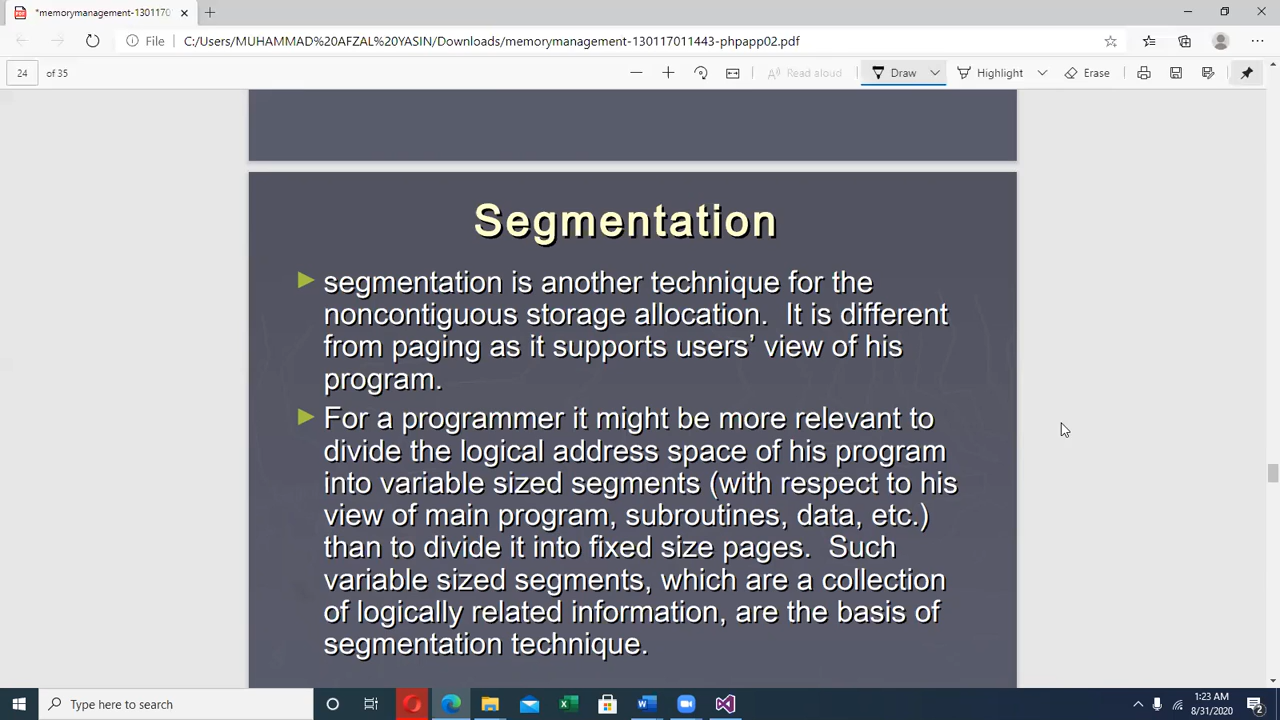 *memorymanagement-1301170
File
C:/Users/MUHAMMAD%20AFZAL%20YASIN/Downloads/memorymanagement-130117011443-phpapp02.pdf
24 of 35
Read aloud
Draw
Highlight
Erase
Segmentation
segmentation is another technique for the
noncontiguous storage allocation. It is different
from paging as it supports users' view of his
program.
For a programmer it might be more relevant to
divide the logical address space of his program
into variable sized segments (with respect to his
view of main program, subroutines, data, etc.)
than to divide it into fixed size pages. Such
variable sized segments, which are a collection
of logically related information, are the basis of
segmentation technique.
Type here to search
1:23 AM
8/31/2020
2